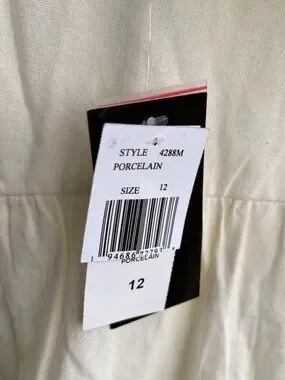 STYLE 4288M
PORCELAIN
SIZE 12
PORCELAIN
12